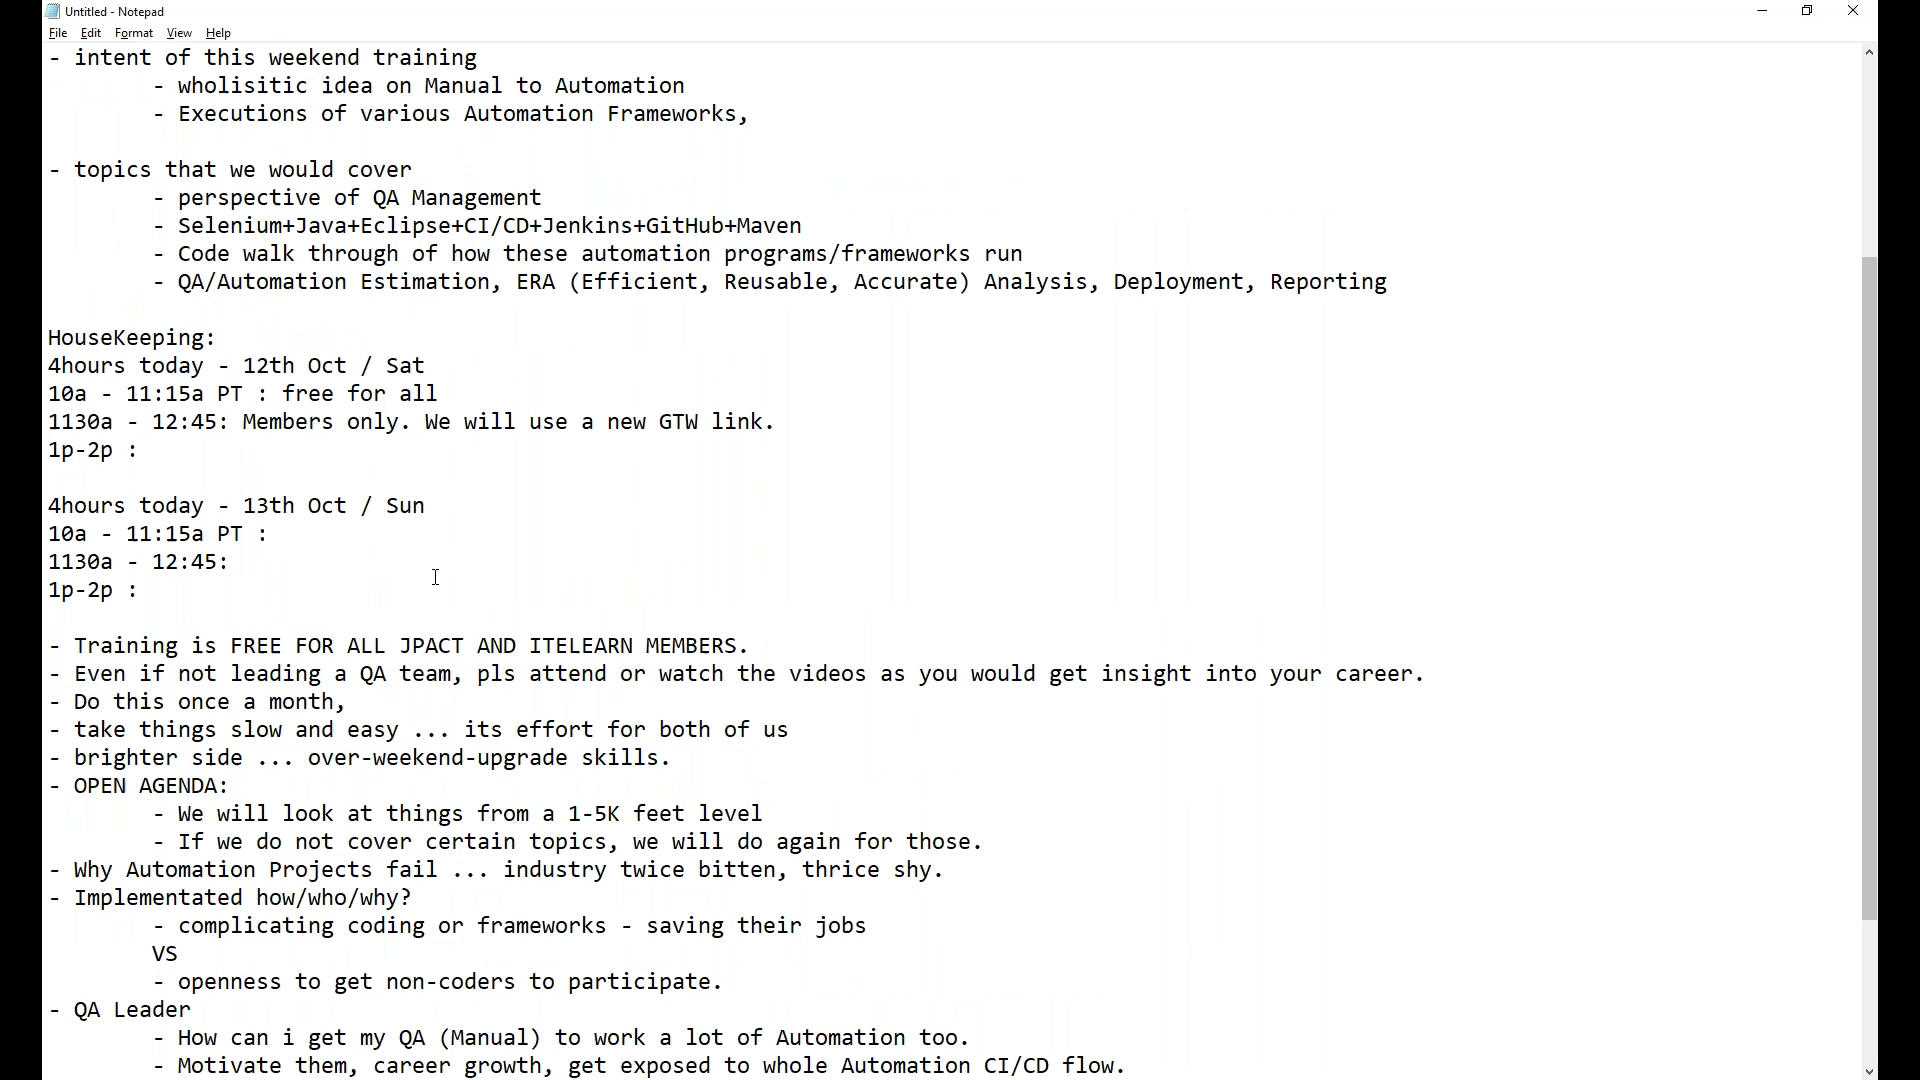 Untitled - Notepad
File Edit Format View Help
- intent of this weekend training
- wholisitic idea on Manual to Automation
- Executions of various Automation Frameworks,
- topics that we would cover
- perspective of QA Management
- Selenium+Java+Eclipse+CI/CD+Jenkins+GitHub+Maven
- Code walk through of how these automation programs/frameworks run
- QA/Automation Estimation, ERA (Efficient, Reusable, Accurate) Analysis, Deployment, Reporting
HouseKeeping:
4hours today - 12th Oct / Sat
10a - 11:15a PT : free for all
1130a - 12:45: Members only. We will use a new GTW link.
1p-2p :
4hours today - 13th Oct / Sun
10a - 11:15a PT :
1130a - 12:45:
1p-2p :
- Training is FREE FOR ALL JPACT AND ITELEARN MEMBERS.
- Even if not leading a QA team, pls attend or watch the videos as you would get insight into your career.
- Do this once a month,
- take things slow and easy ... its effort for both of us
- brighter side ... over-weekend-upgrade skills.
- OPEN AGENDA:
- We will look at things from a 1-5K feet level
- If we do not cover certain topics, we will do again for those.
- Why Automation Projects fail ... industry twice bitten, thrice shy.
- Implementated how/who/why?
- complicating coding or frameworks - saving their jobs
VS
- openness to get non-coders to participate.
- QA Leader
- How can i get my QA (Manual) to work a lot of Automation too.
- Motivate them, career growth, get exposed to whole Automation CI/CD flow.